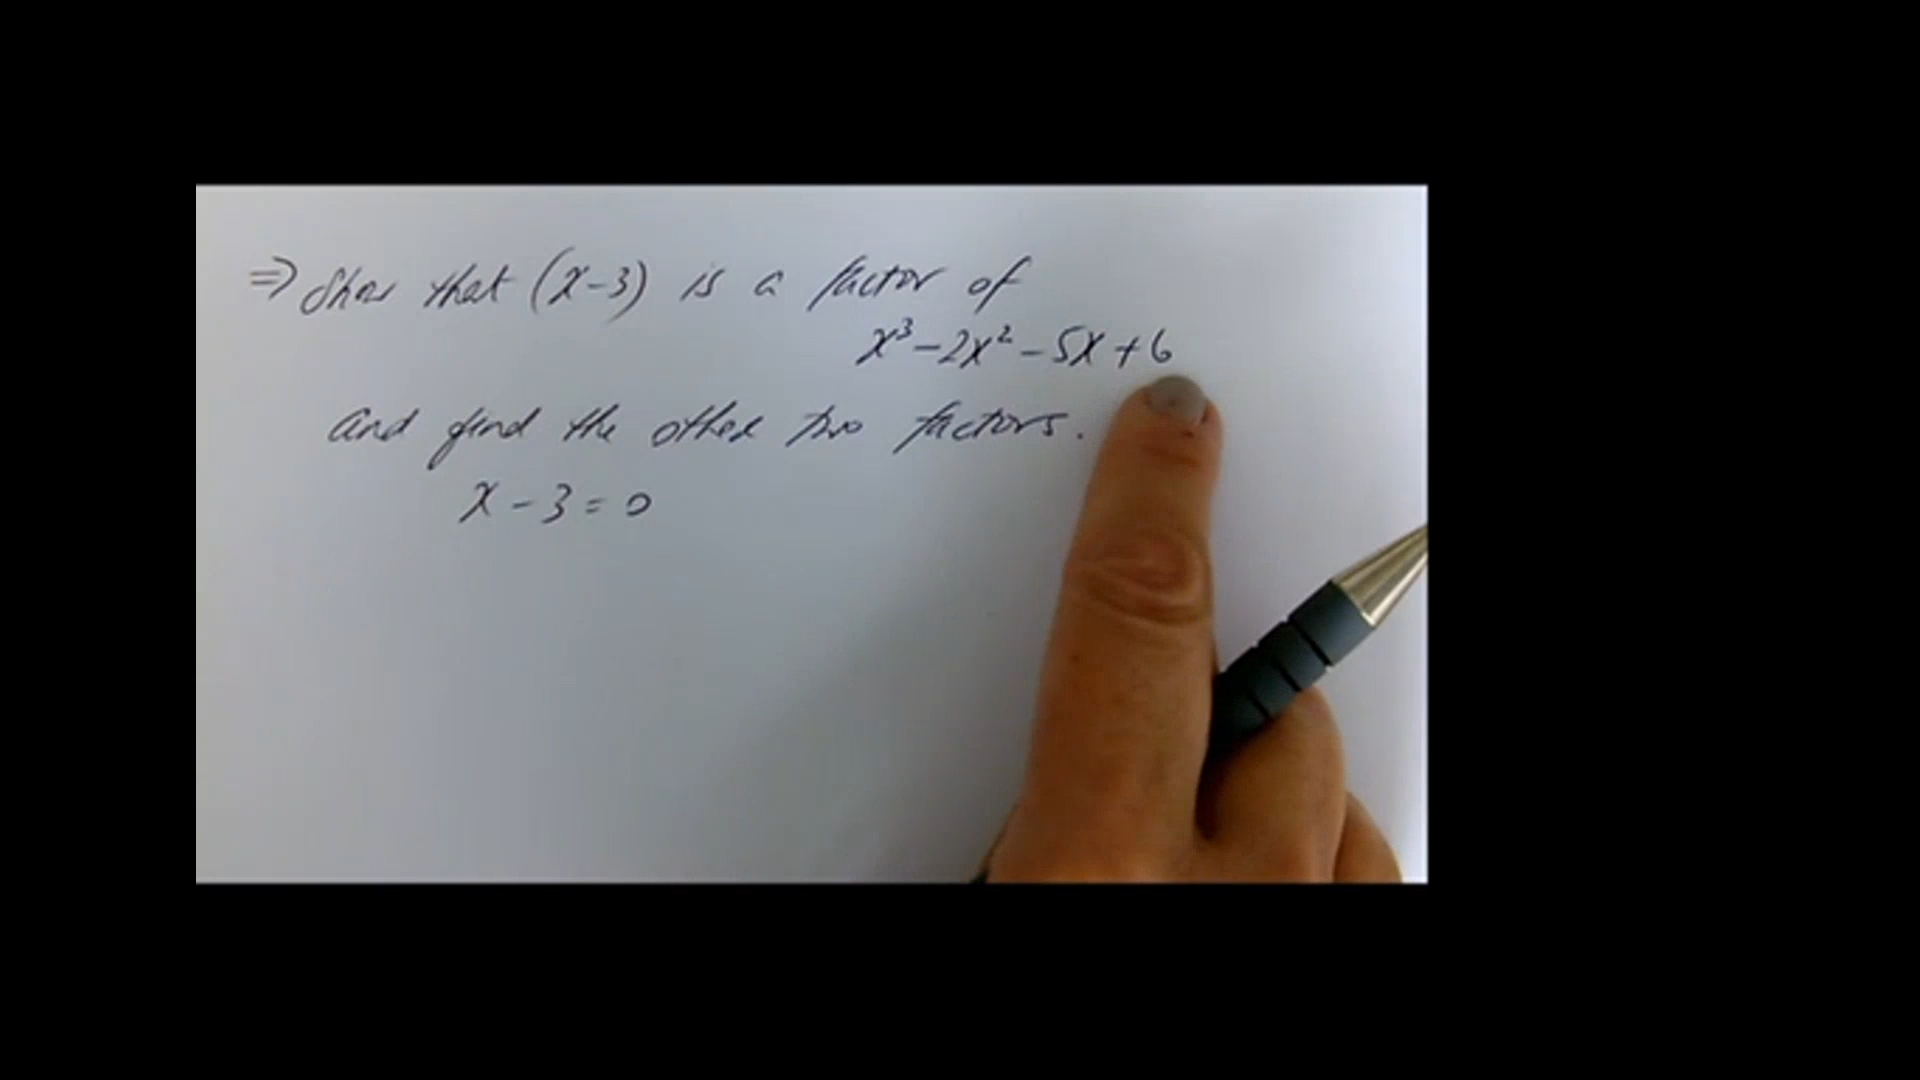 ⇒ Show that (x-3) is a factor of
x³-2x²-5x+6
and find the other two factors.
x-3=0